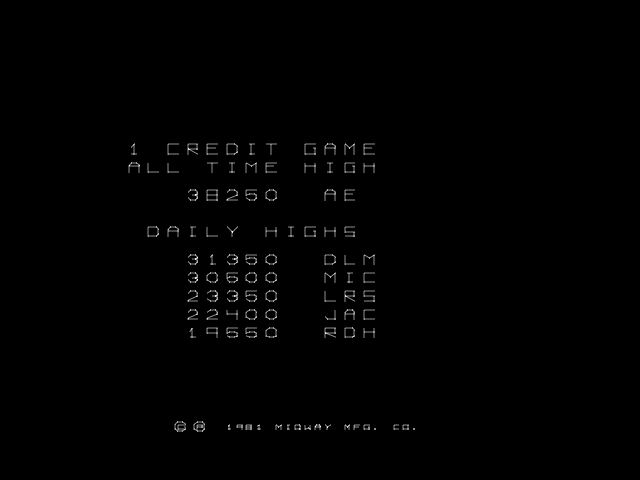 1 CREDIT GAME
ALL TIME HIGH
38250 AE
DAILY HIGHS
31350 DLM
30600 MIC
23350 LRS
22400 JAC
19550 RDH
© ® 1981 MIDWAY MFG. CO.